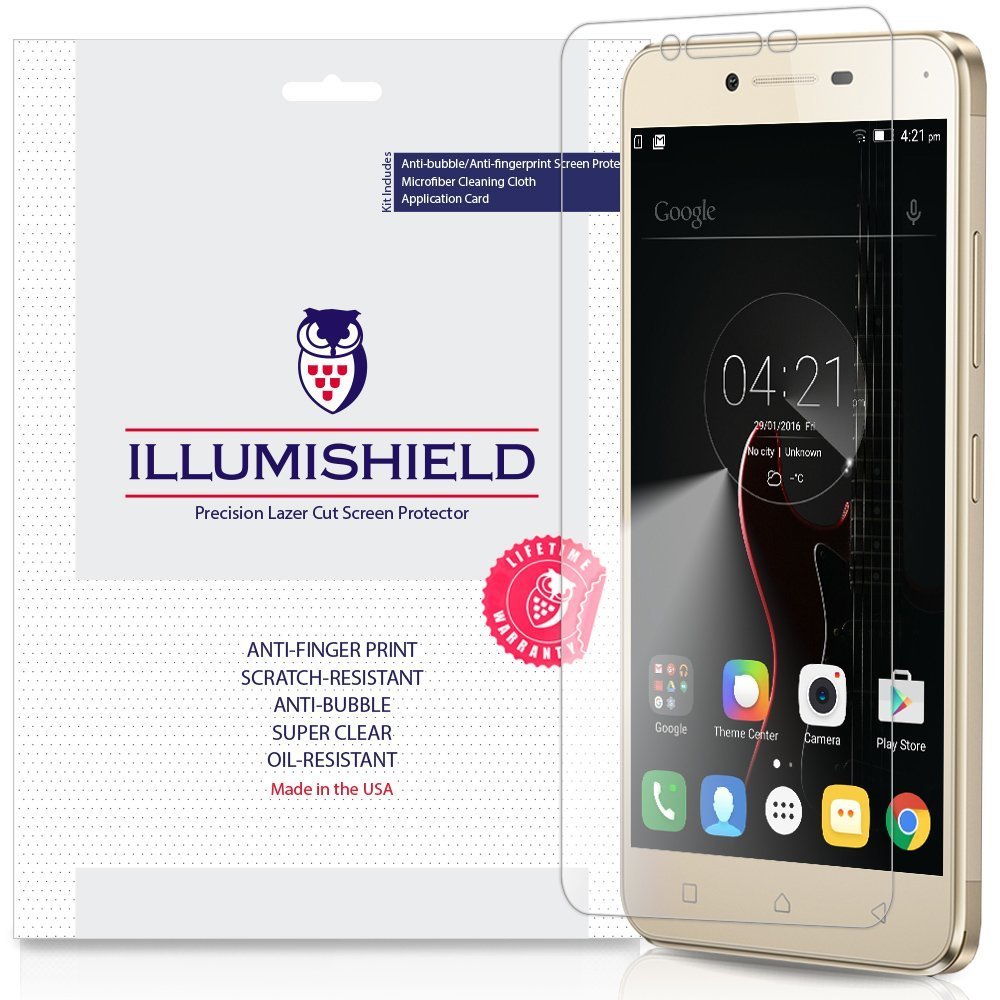 Kit Includes
Anti-bubble/Anti-fingerprint Screen Prote
Microfiber Cleaning Cloth
Application Card
ILLUMISHIELD
Precision Lazer Cut Screen Protector
LIFETIME
WARRANTY
ANTI-FINGER PRINT
SCRATCH-RESISTANT
ANTI-BUBBLE
SUPER CLEAR
OIL-RESISTANT
Made in the USA
4:21 pm
Google
04:21
pm
29/01/2016 Fri
No city | Unknown
-°C
Google
Theme Center
Camera
Play Store